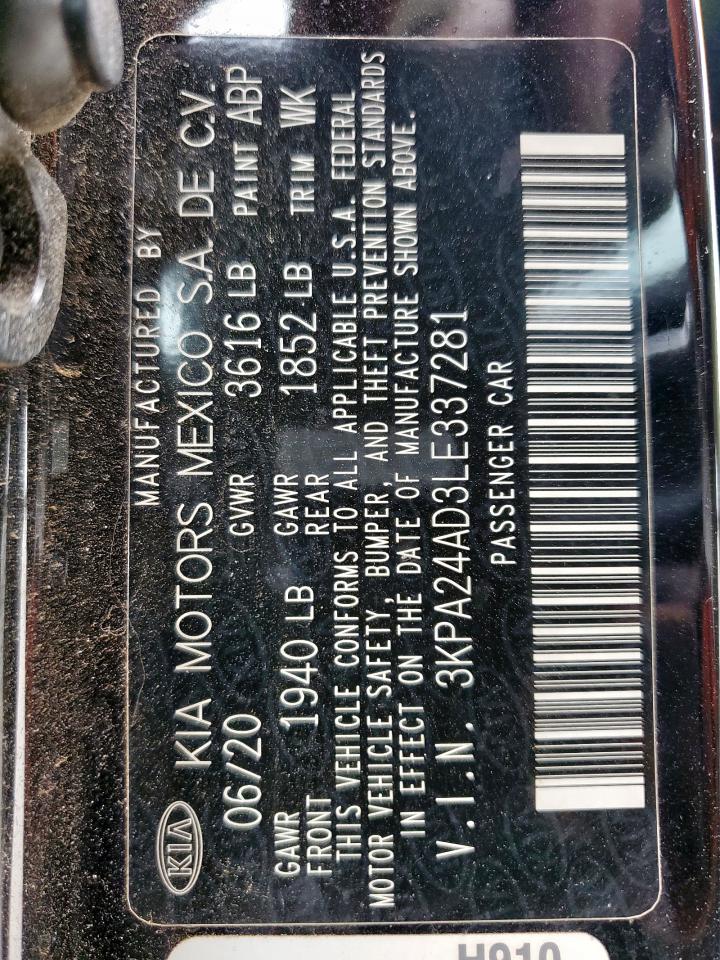 MANUFACTURED BY
KIA KIA MOTORS MEXICO S.A. DE C.V.
06/20 GVWR 3616 LB PAINT ABP
GAWR FRONT 1940 LB GAWR REAR 1852 LB TRIM WK
THIS VEHICLE CONFORMS TO ALL APPLICABLE U.S.A. FEDERAL
MOTOR VEHICLE SAFETY, BUMPER, AND THEFT PREVENTION STANDARDS
IN EFFECT ON THE DATE OF MANUFACTURE SHOWN ABOVE.
V.I.N. 3KPA24AD3LE337281
PASSENGER CAR
H910